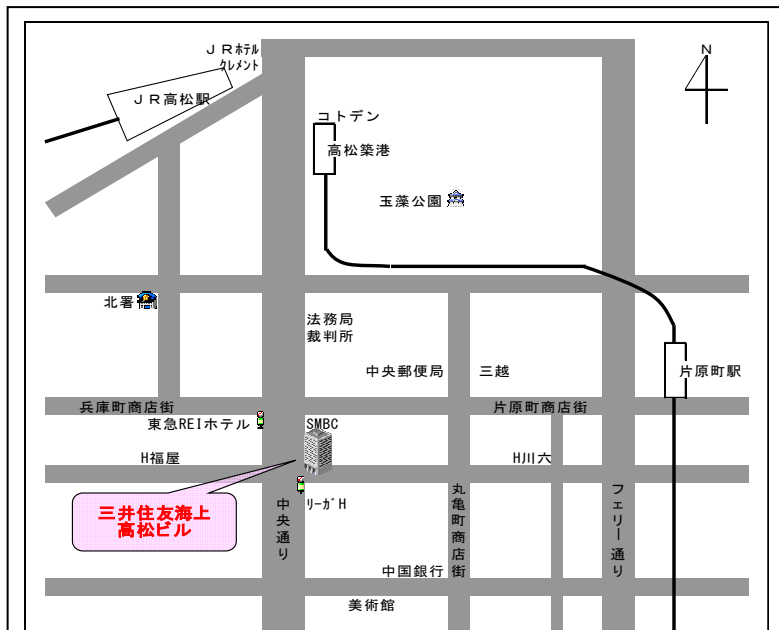 ＪＲﾎﾃﾙ
ｸﾚﾒﾝﾄ
N
ＪＲ高松駅
コトデン
高松築港
玉藻公園
北署
法務局
裁判所
中央郵便局
三越
片原町駅
兵庫町商店街
片原町商店街
東急REIホテル
SMBC
H福屋
H川六
三井住友海上
高松ビル
ﾘｰｶﾞH
中央通り
丸亀町商店街
フェリー通り
中国銀行
美術館